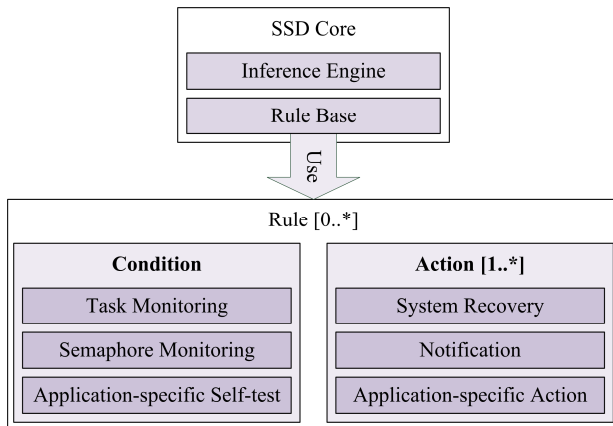 SSD Core
Inference Engine
Rule Base
Use
Rule [0..*]
Condition
Task Monitoring
Semaphore Monitoring
Application-specific Self-test
Action [1..*]
System Recovery
Notification
Application-specific Action